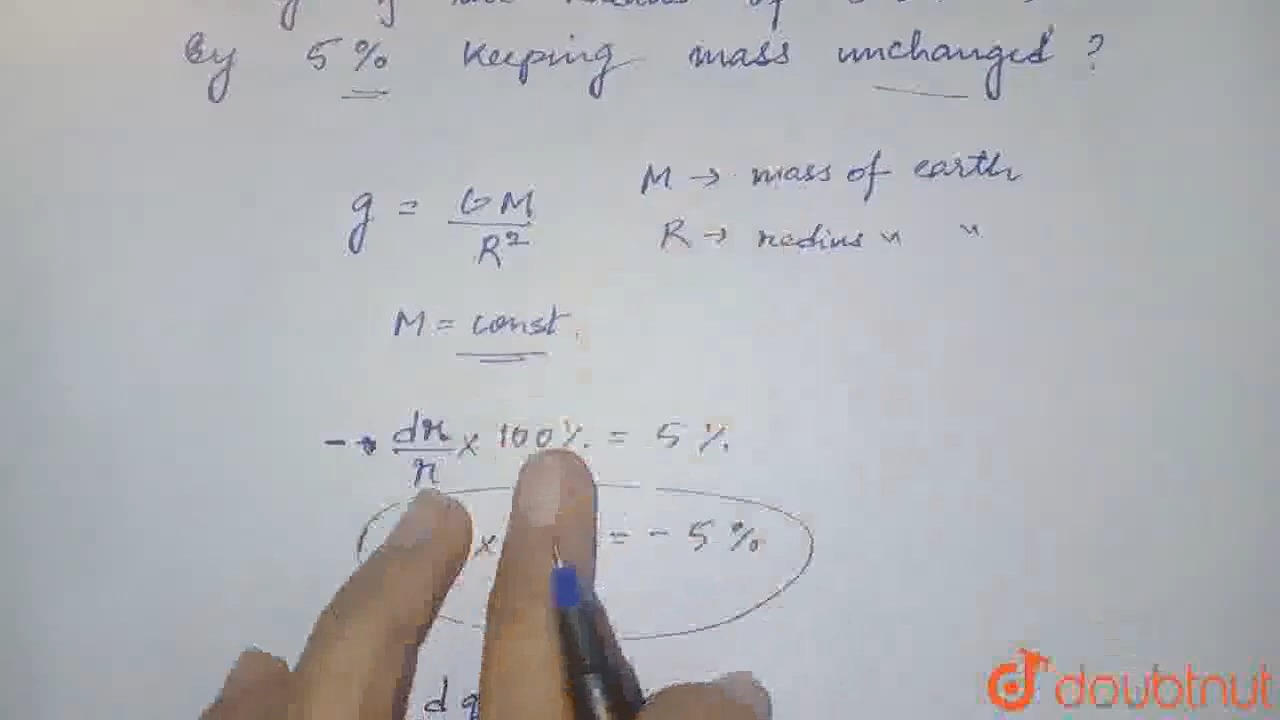 By 5% keeping mass unchanged ?
g = GM / R²
M → mass of earth
R → radius " "
M = const.
- dr / r × 100% = 5%
× = - 5%
d g
doubtnut